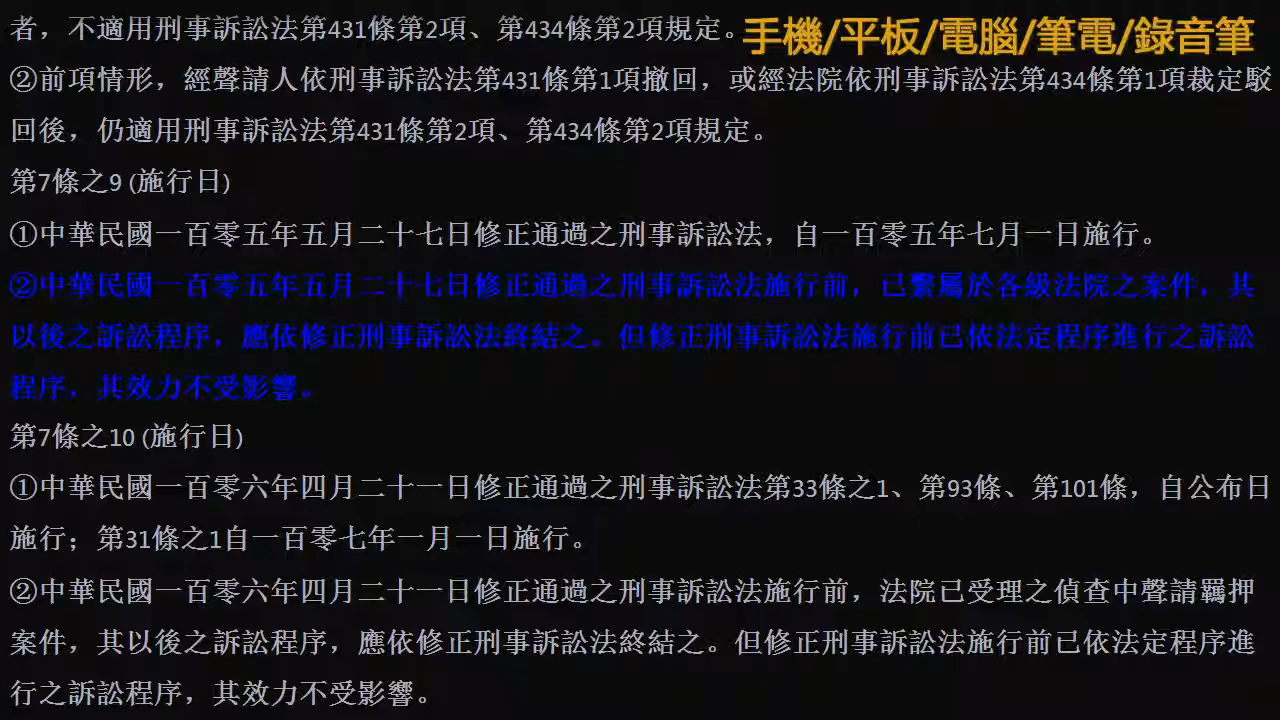 者，不適用刑事訴訟法第431條第2項、第434條第2項規定。
手機/平板/電腦/筆電/錄音筆
②前項情形，經聲請人依刑事訴訟法第431條第1項撤回，或經法院依刑事訴訟法第434條第1項裁定駁
回後，仍適用刑事訴訟法第431條第2項、第434條第2項規定。
第7條之9 (施行日)
①中華民國一百零五年五月二十七日修正通過之刑事訴訟法，自一百零五年七月一日施行。
②中華民國一百零五年五月二十七日修正通過之刑事訴訟法施行前，已繫屬於各級法院之案件，其
以後之訴訟程序，應依修正刑事訴訟法終結之。但修正刑事訴訟法施行前已依法定程序進行之訴訟
程序，其效力不受影響。
第7條之10 (施行日)
①中華民國一百零六年四月二十一日修正通過之刑事訴訟法第33條之1、第93條、第101條，自公布日
施行；第31條之1自一百零七年一月一日施行。
②中華民國一百零六年四月二十一日修正通過之刑事訴訟法施行前，法院已受理之偵查中聲請羈押
案件，其以後之訴訟程序，應依修正刑事訴訟法終結之。但修正刑事訴訟法施行前已依法定程序進
行之訴訟程序，其效力不受影響。